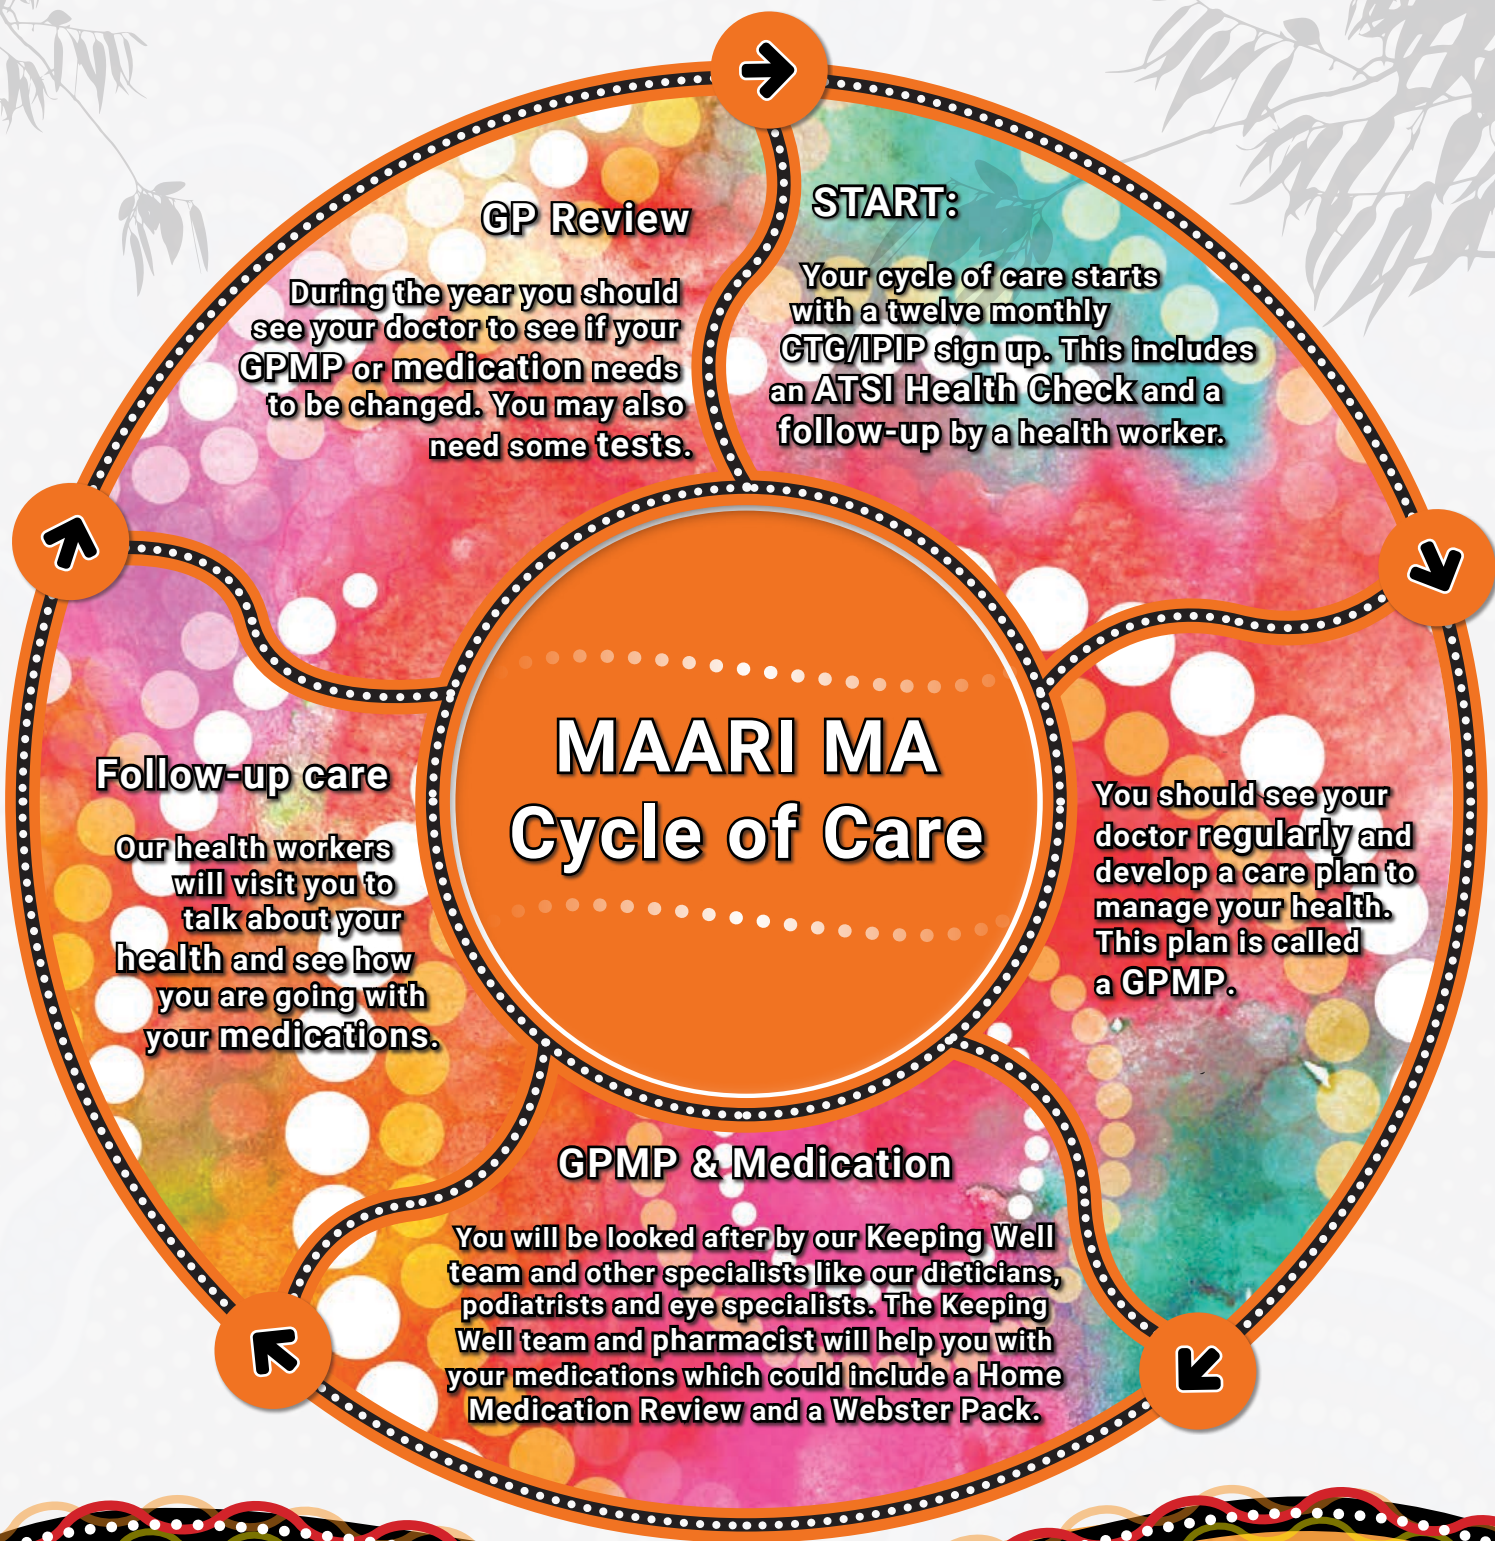 MAARI MA
Cycle of Care
START:
Your cycle of care starts
with a twelve monthly
CTG/IPIP sign up. This includes
an ATSI Health Check and a
follow-up by a health worker.
You should see your
doctor regularly and
develop a care plan to
manage your health.
This plan is called
a GPMP.
GPMP & Medication
You will be looked after by our Keeping Well
team and other specialists like our dieticians,
podiatrists and eye specialists. The Keeping
Well team and pharmacist will help you with
your medications which could include a Home
Medication Review and a Webster Pack.
Follow-up care
Our health workers
will visit you to
talk about your
health and see how
you are going with
your medications.
GP Review
During the year you should
see your doctor to see if your
GPMP or medication needs
to be changed. You may also
need some tests.